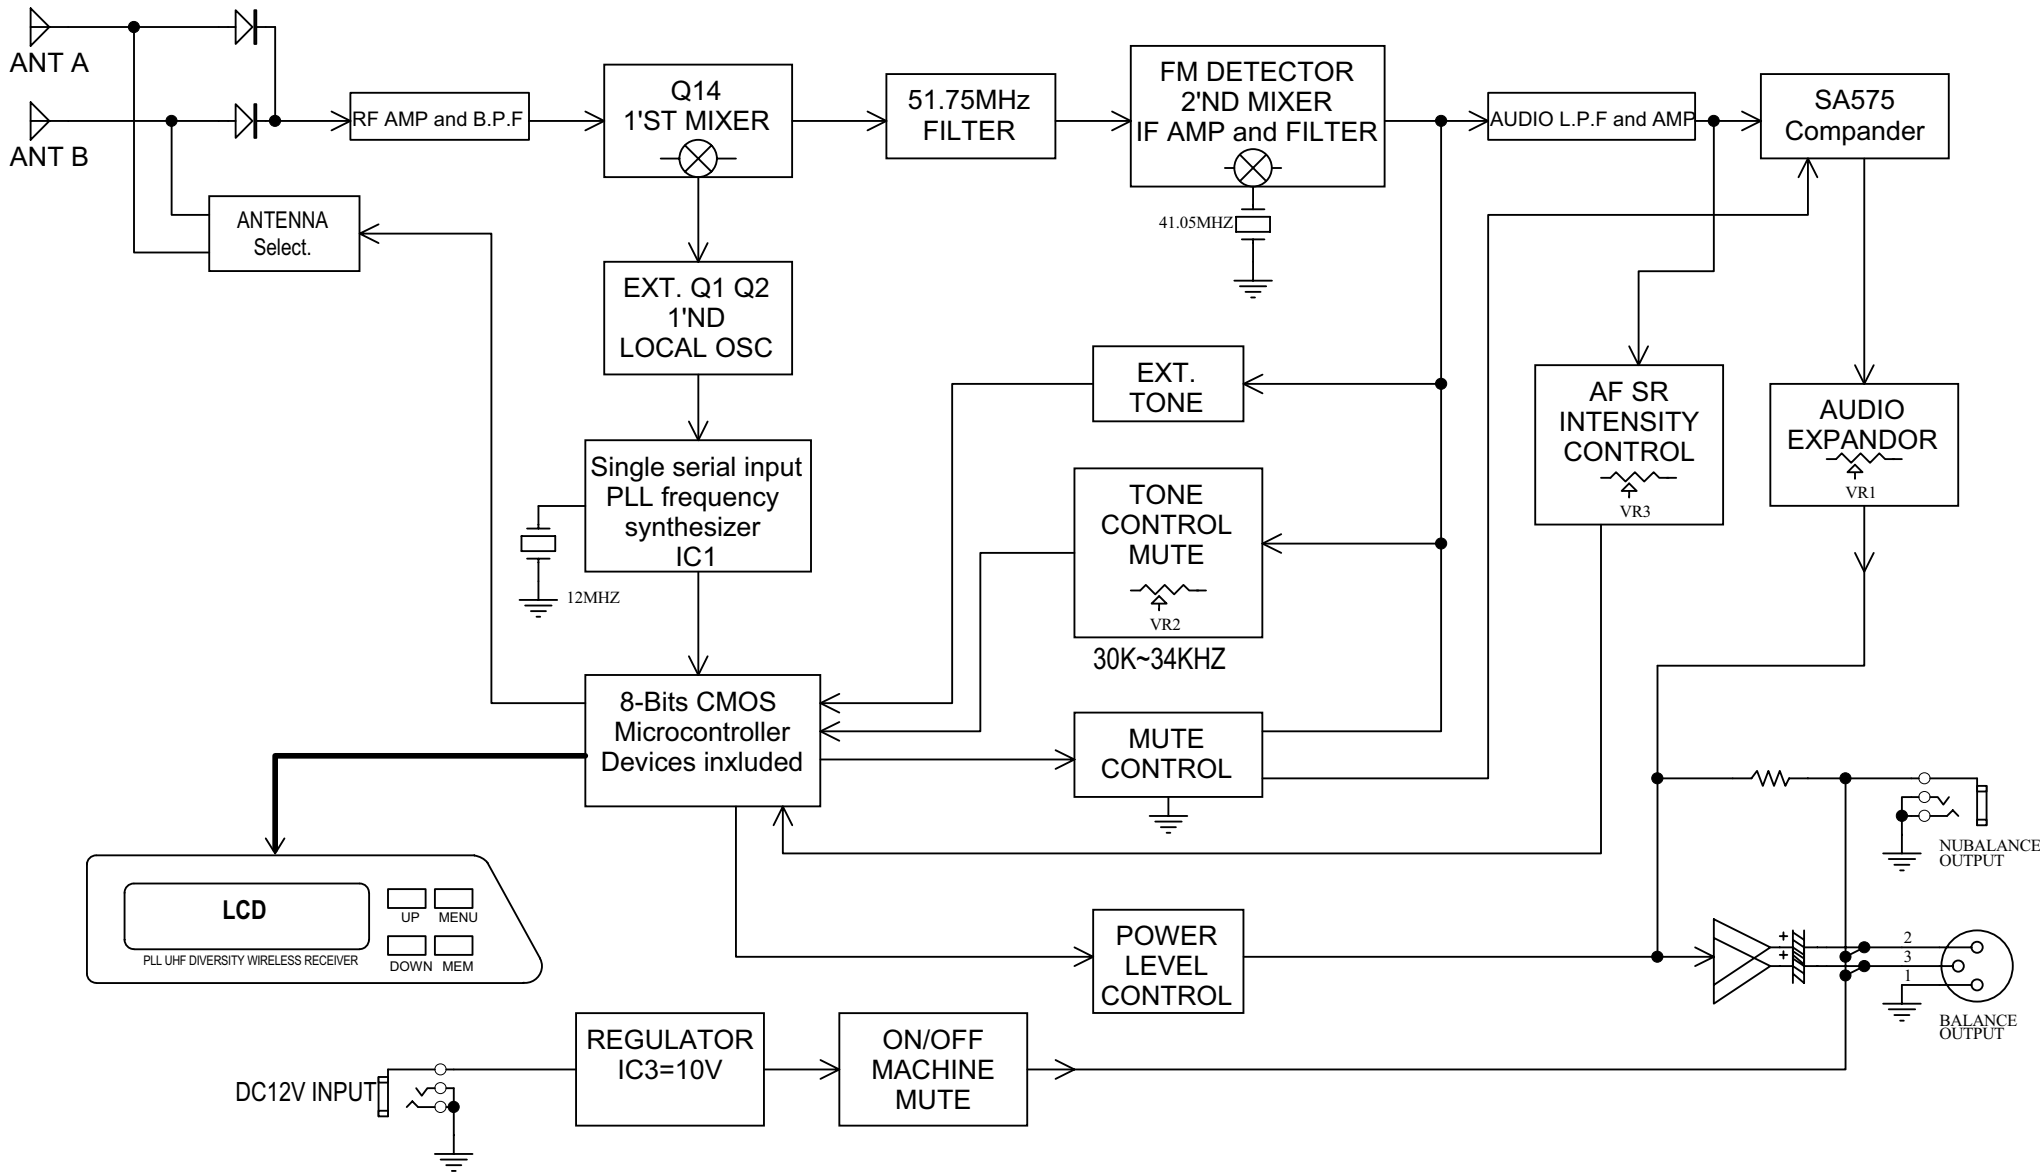 ANT A
ANT B
RF AMP and B.P.F
Q14
1'ST MIXER
51.75MHz
FILTER
FM DETECTOR
2'ND MIXER
IF AMP and FILTER
41.05MHZ
AUDIO L.P.F and AMP
SA575
Compander
ANTENNA
Select.
EXT. Q1 Q2
1'ND
LOCAL OSC
EXT.
TONE
AF SR
INTENSITY
CONTROL
VR3
AUDIO
EXPANDOR
VR1
Single serial input
PLL frequency
synthesizer
IC1
12MHZ
TONE
CONTROL
MUTE
VR2
30K~34KHZ
8-Bits CMOS
Microcontroller
Devices inxluded
MUTE
CONTROL
NUBALANCE
OUTPUT
LCD
UP
MENU
DOWN
MEM
PLL UHF DIVERSITY WIRELESS RECEIVER
POWER
LEVEL
CONTROL
+
+
2
3
1
BALANCE
OUTPUT
DC12V INPUT
REGULATOR
IC3=10V
ON/OFF
MACHINE
MUTE